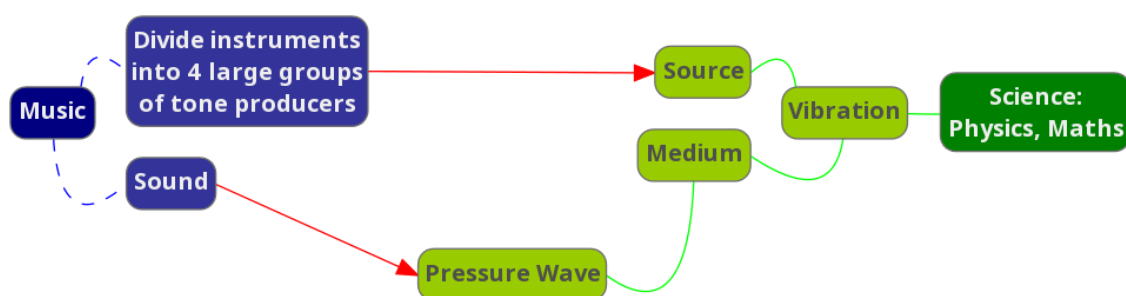 Divide instruments
into 4 large groups
of tone producers
Music
Sound
Source
Medium
Vibration
Science:
Physics, Maths
Pressure Wave